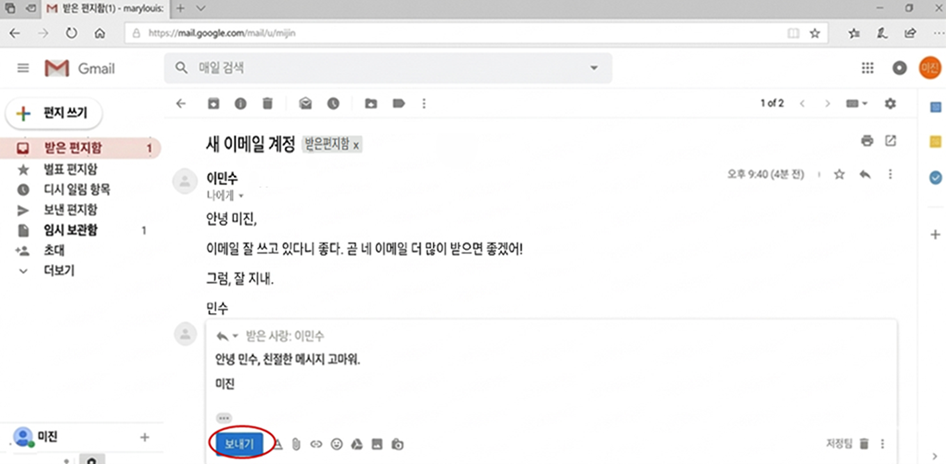 받은 편지함(1) - marylouis:
https://mail.google.com/mail/u/mijin
Gmail
매일 검색
미진
편지 쓰기
1 of 2
받은 편지함 1
별표 편지함
디시 일림 항목
보낸 편지함
임시 보관함 1
초대
더보기
새 이메일 계정 받은편지함 x
이민수
오후 9:40 (4분 전)
나에게
안녕 미진,
이메일 잘 쓰고 있다니 좋다. 곧 네 이메일 더 많이 받으면 좋겠어!
그럼, 잘 지내.
민수
받은 사랑: 이민수
안녕 민수, 친절한 메시지 고마워.
미진
미진
보내기
저정팀